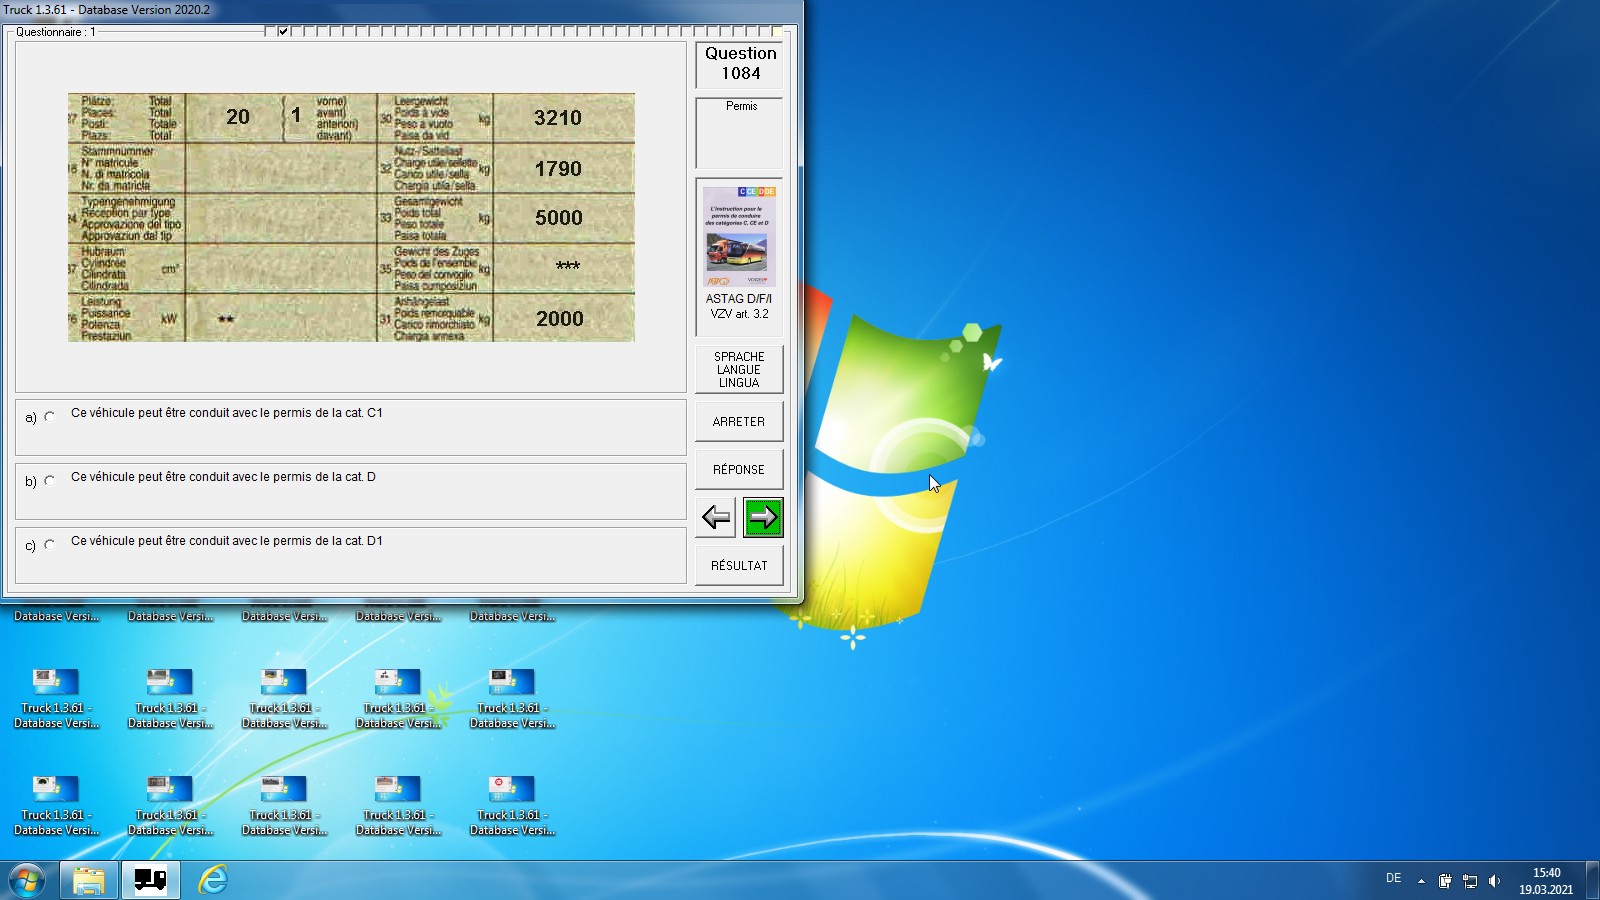 Truck 1.3.61 - Database Version 2020.2
Questionnaire : 1
Question
1084
Permis
Plätze: Total
Places: Total
Posti: Totale
Plazs: Total
20
1
vorne)
avant)
anteriori)
davant)
30
Leergewicht
Poids à vide
Peso a vuoto
Paisa da vid
kg
3210
Stammnummer
N° matricule
N. di matricola
Nr. da matricla
32
Nutz-/Sattellast
Charge utile/sellette
Carico utile/sella
Chargia utila/sella
kg
1790
Typengenehmigung
Réception par type
Approvazione del tipo
Approvaziun dal tip
33
Gesamtgewicht
Poids total
Peso totale
Paisa totala
kg
5000
Hubraum
Cylindrée
Cilindrata
Cilindrada
cm³
35
Gewicht des Zuges
Poids de l'ensemble
Peso del convoglio
Paisa cumposiziun
kg
***
Leistung
Puissance
Potenza
Prestaziun
kW
**
31
Anhängelast
Poids remorquable
Carico rimorchiato
Chargia annexa
kg
2000
C CE D DE
L'instruction pour le
permis de conduire
des catégories C, CE et D
ASTAG D/F/I
VZV art. 3.2
SPRACHE
LANGUE
LINGUA
ARRETER
RÉPONSE
RÉSULTAT
a) Ce véhicule peut être conduit avec le permis de la cat. C1
b) Ce véhicule peut être conduit avec le permis de la cat. D
c) Ce véhicule peut être conduit avec le permis de la cat. D1
Database Versi... Database Versi... Database Versi... Database Versi... Database Versi...
Truck 1.3.61 - Truck 1.3.61 - Truck 1.3.61 - Truck 1.3.61 - Truck 1.3.61 -
Database Versi... Database Versi... Database Versi... Database Versi... Database Versi...
Truck 1.3.61 - Truck 1.3.61 - Truck 1.3.61 - Truck 1.3.61 - Truck 1.3.61 -
Database Versi... Database Versi... Database Versi... Database Versi... Database Versi...
DE
15:40
19.03.2021